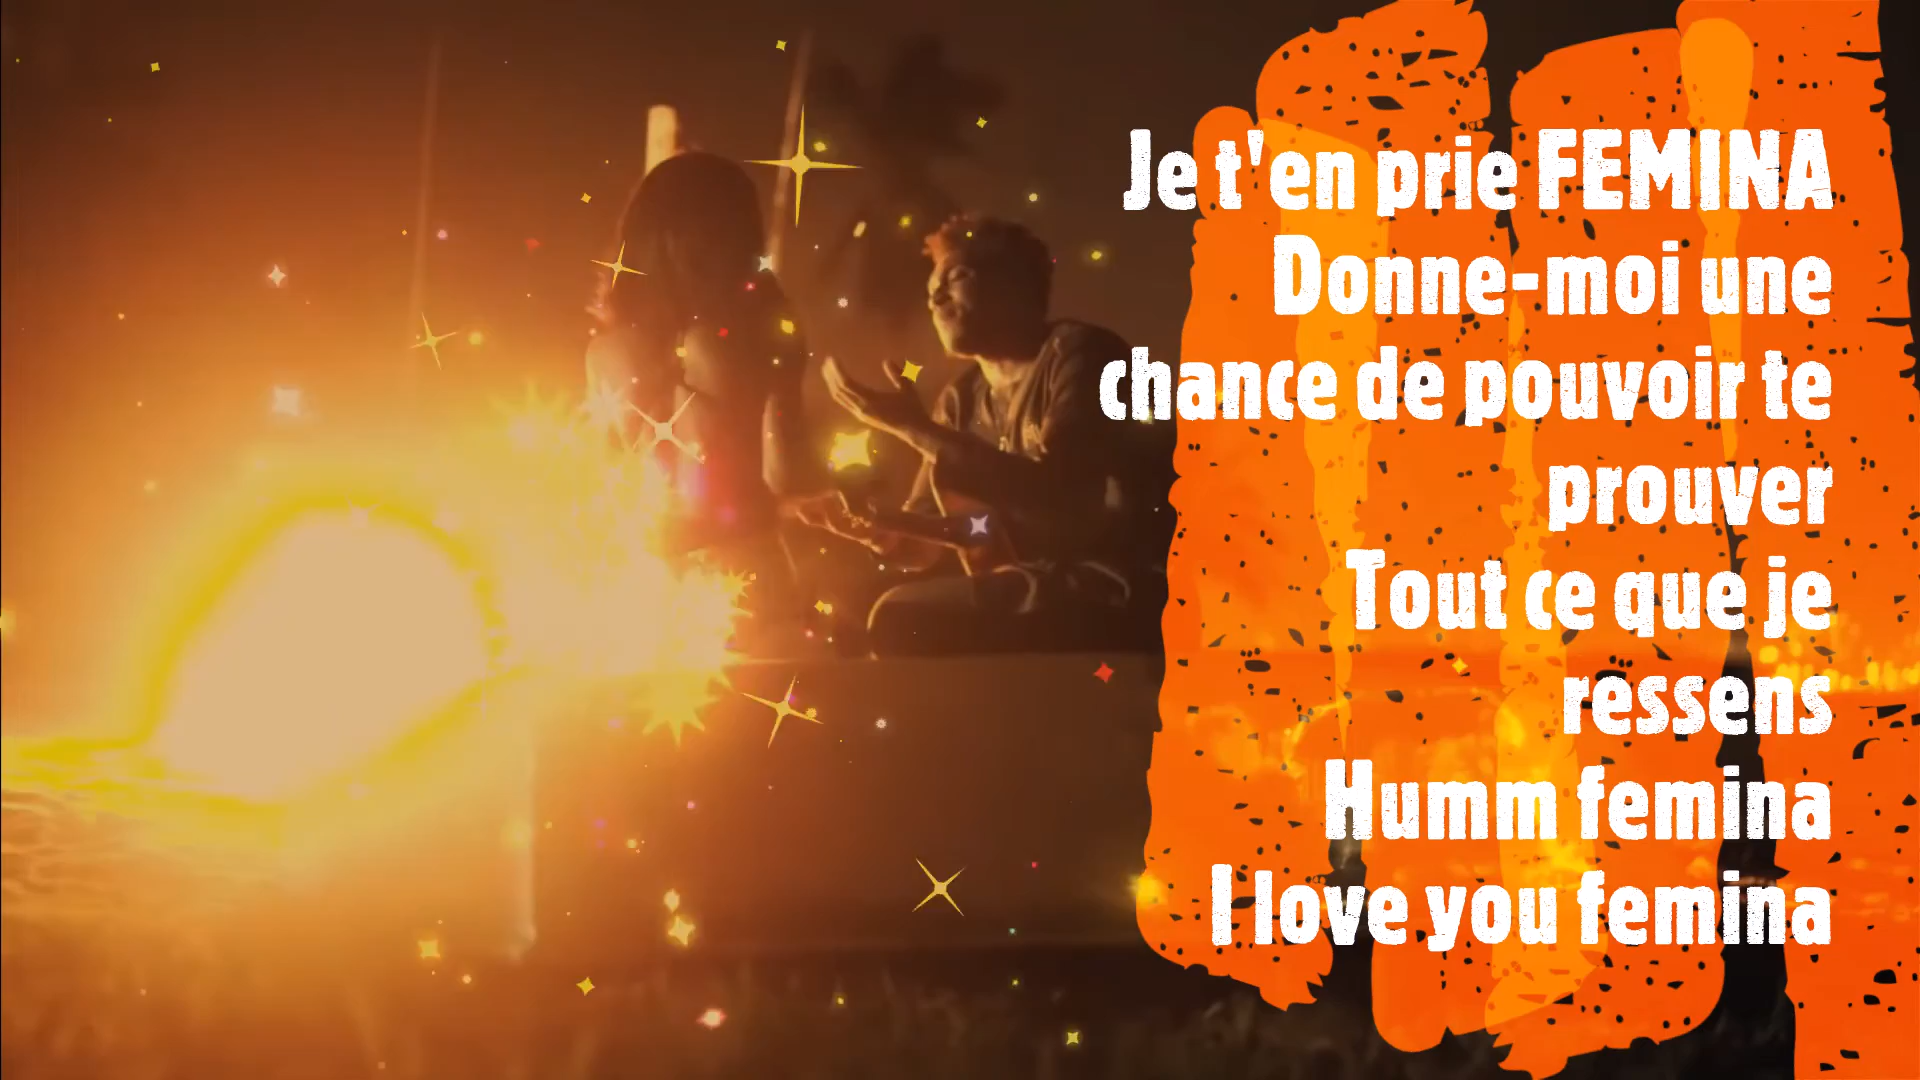 Je t'en prie FEMINA
Donne-moi une
chance de pouvoir te
prouver
Tout ce que je
ressens
Humm femina
I love you femina